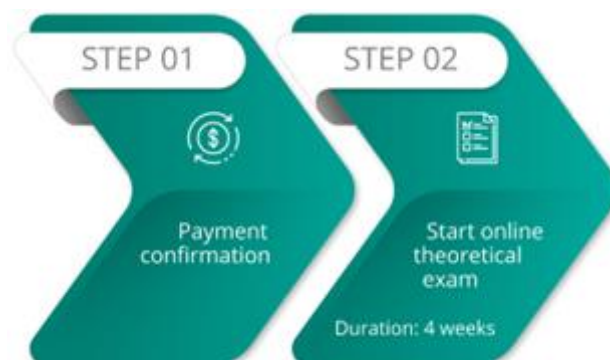 STEP 01
Payment
confirmation
STEP 02
Start online
theoretical
exam
Duration: 4 weeks